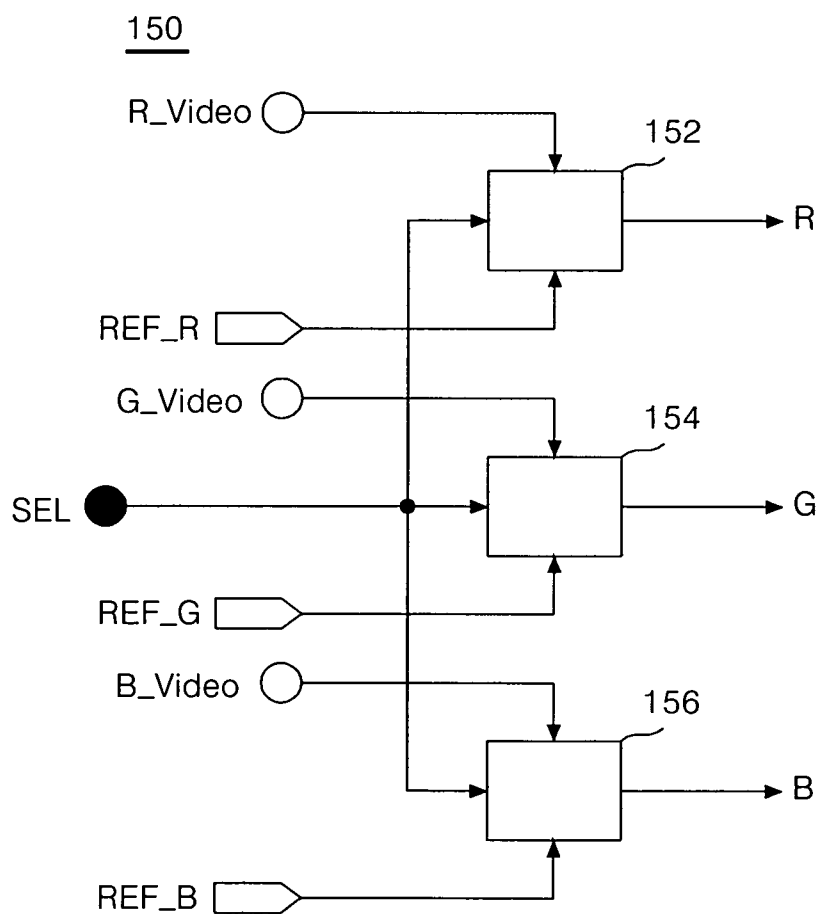 150
R_Video
152
R
REF_R
G_Video
154
SEL
G
REF_G
B_Video
156
B
REF_B